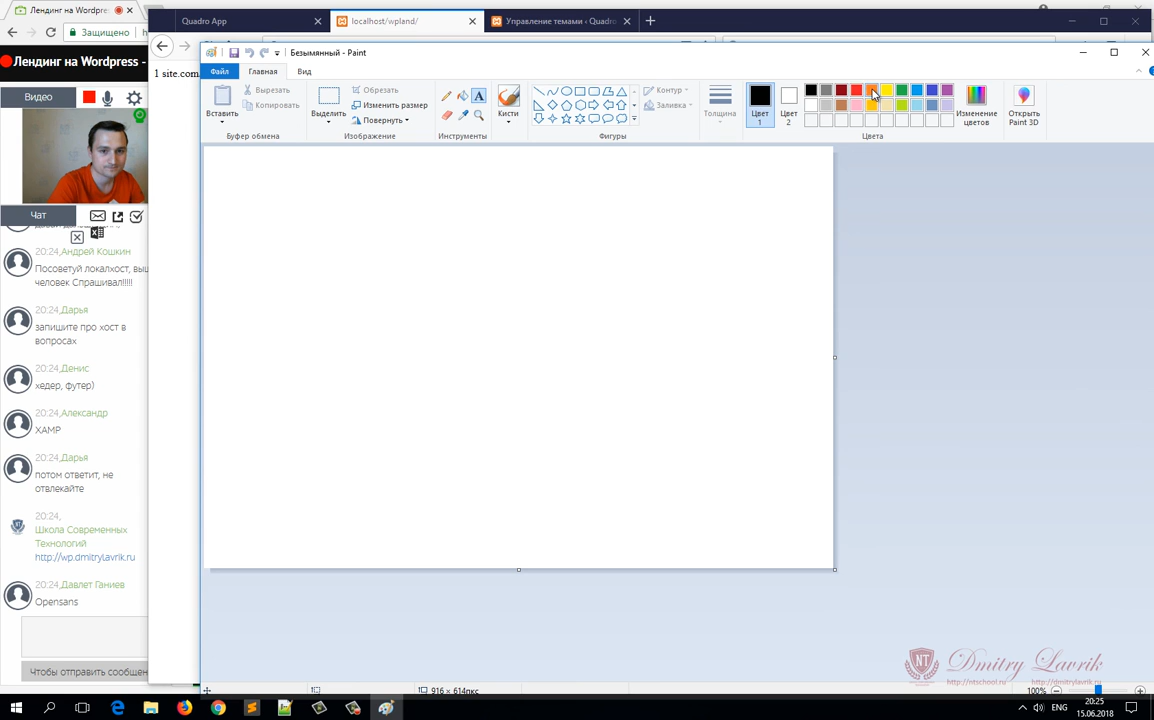 Лендинг на Wordpress
Quadro App
localhost/wpland/
Управление темами ‹ Quadro
Защищено
Лендинг на Wordpress -
1 site.com
Безымянный - Paint
Файл
Главная
Вид
Видео
Вставить
Вырезать
Копировать
Буфер обмена
Выделить
Обрезать
Изменить размер
Повернуть
Изображение
Инструменты
Кисти
Контур
Заливка
Фигуры
Толщина
Цвет 1
Цвет 2
Цвета
Изменение цветов
Открыть Paint 3D
Чат
20:24,Андрей Кошкин
Посоветуй локалхост, выш
человек Спрашивал!!!!!
20:24,Дарья
запишите про хост в
вопросах
20:24,Денис
хедер, футер)
20:24,Александр
XAMP
20:24,Дарья
потом ответит, не
отвлекайте
20:24,
Школа Современных
Технологий
http://wp.dmitrylavrik.ru
20:24,Давлет Ганиев
Opensans
Чтобы отправить сообщен
NT
Dmitry Lavrik
http://ntschool.ru
http://dmitrylavrik.ru
916 × 614пкс
100%
ENG
20:25
15.06.2018